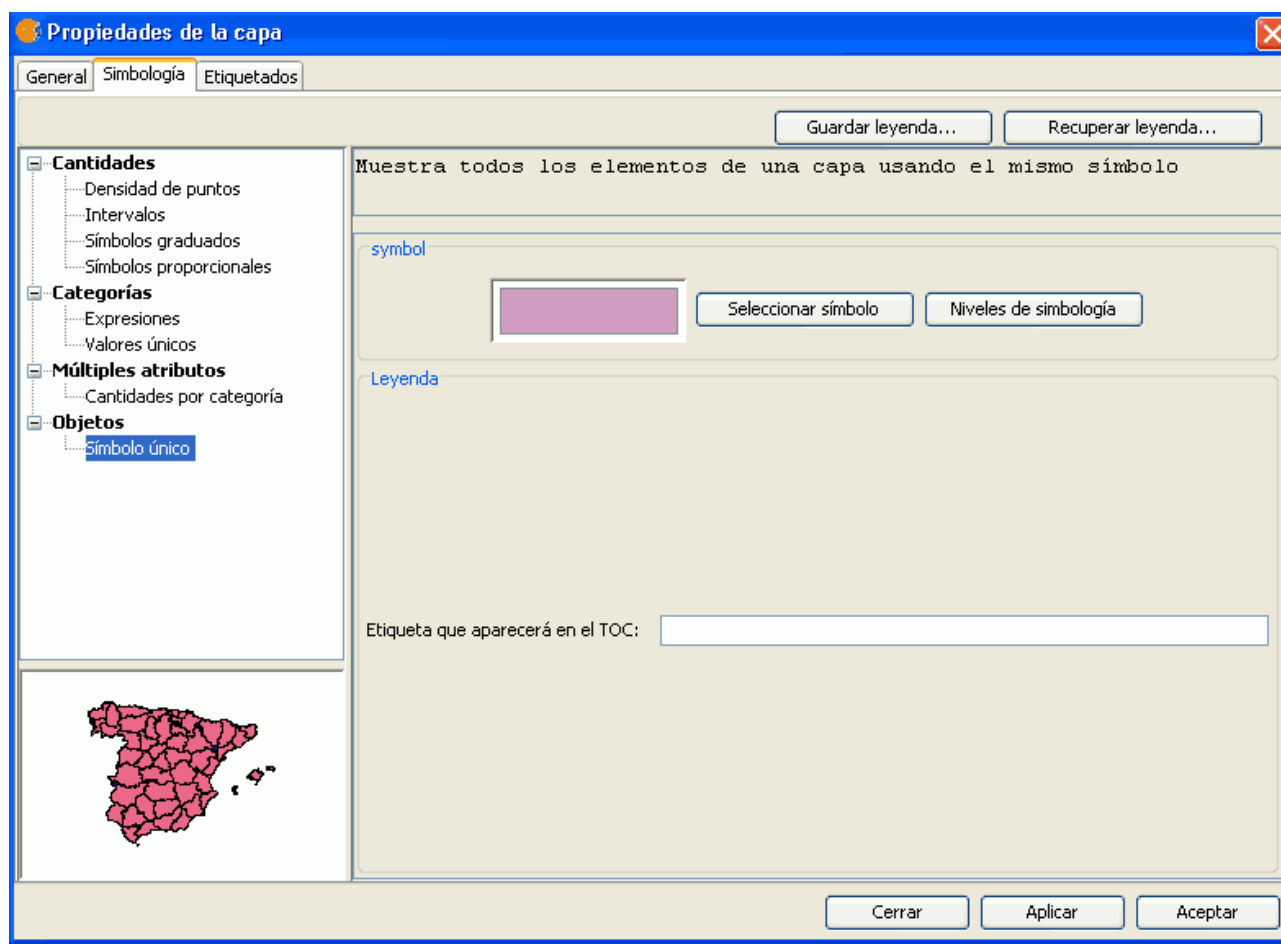 Propiedades de la capa
General Simbología Etiquetados
Guardar leyenda... Recuperar leyenda...
Cantidades
Densidad de puntos
Intervalos
Símbolos graduados
Símbolos proporcionales
Categorías
Expresiones
Valores únicos
Múltiples atributos
Cantidades por categoría
Objetos
Símbolo único
Muestra todos los elementos de una capa usando el mismo símbolo
symbol
Seleccionar símbolo Niveles de simbología
Leyenda
Etiqueta que aparecerá en el TOC:
Cerrar Aplicar Aceptar